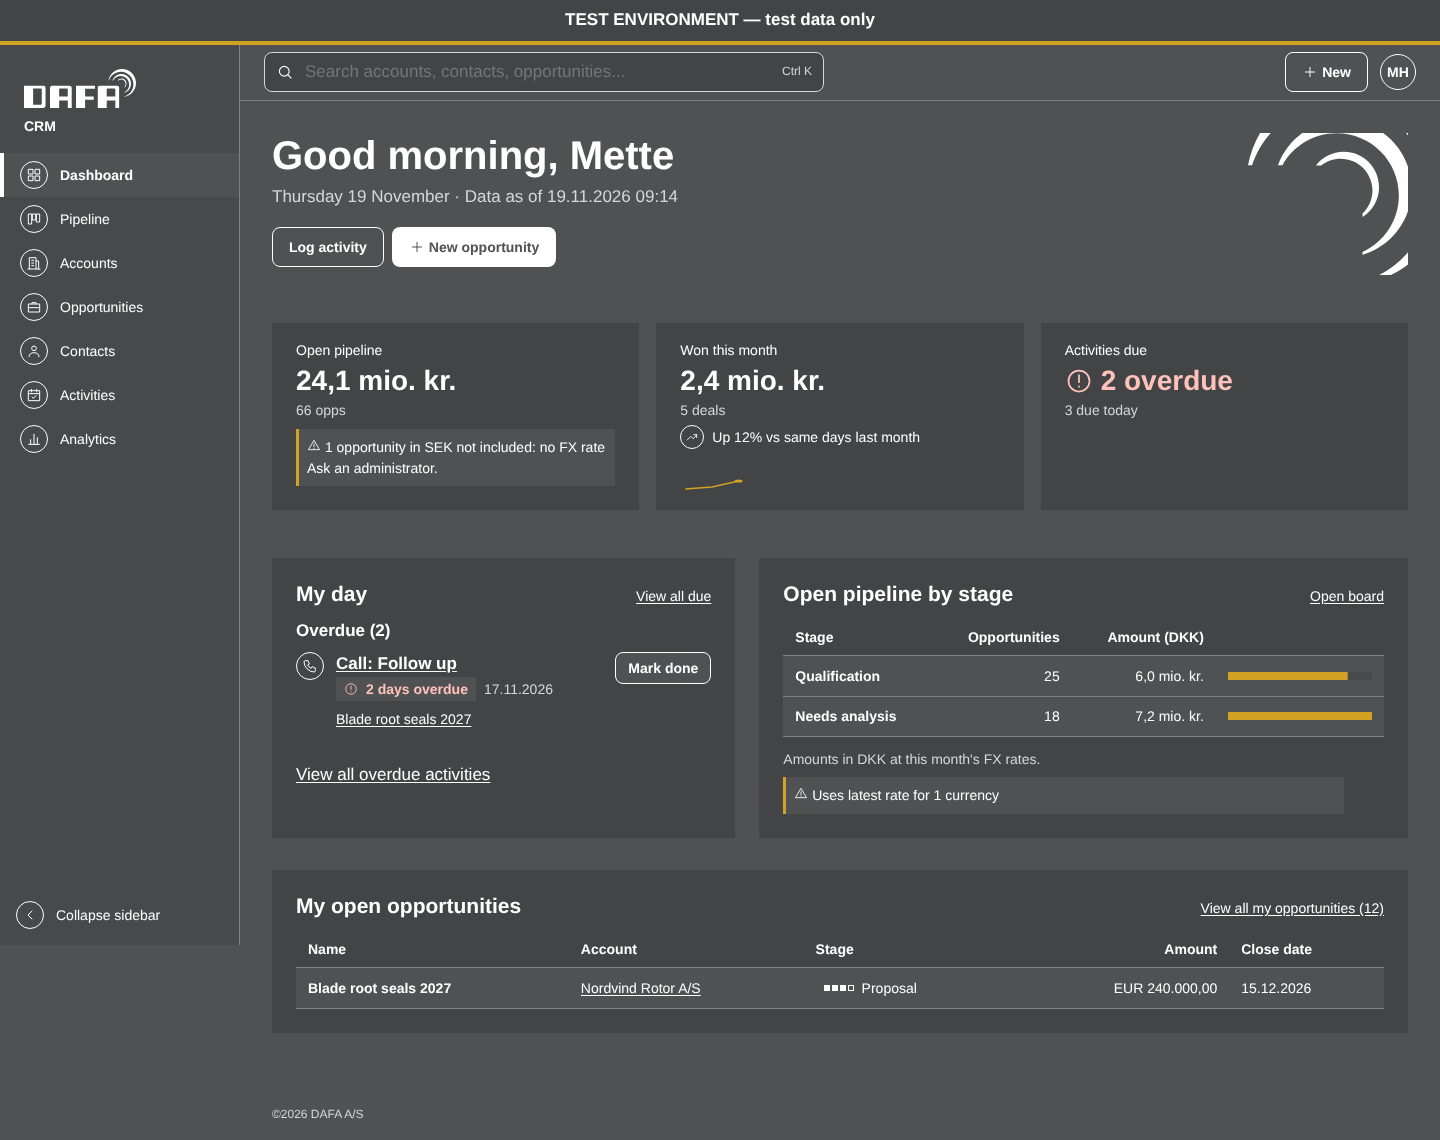 TEST ENVIRONMENT — test data only
DAFA
CRM
Search accounts, contacts, opportunities...
Ctrl K
New
MH
Dashboard
Pipeline
Accounts
Opportunities
Contacts
Activities
Analytics
Collapse sidebar
Good morning, Mette
Thursday 19 November · Data as of 19.11.2026 09:14
Log activity
New opportunity
Open pipeline
24,1 mio. kr.
66 opps
1 opportunity in SEK not included: no FX rate
Ask an administrator.
Won this month
2,4 mio. kr.
5 deals
Up 12% vs same days last month
Activities due
2 overdue
3 due today
My day
View all due
Overdue (2)
Call: Follow up
Mark done
2 days overdue 17.11.2026
Blade root seals 2027
View all overdue activities
Open pipeline by stage
Open board
Stage Opportunities Amount (DKK)
Qualification 25 6,0 mio. kr.
Needs analysis 18 7,2 mio. kr.
Amounts in DKK at this month's FX rates.
Uses latest rate for 1 currency
My open opportunities
View all my opportunities (12)
Name Account Stage Amount Close date
Blade root seals 2027 Nordvind Rotor A/S Proposal EUR 240.000,00 15.12.2026
©2026 DAFA A/S